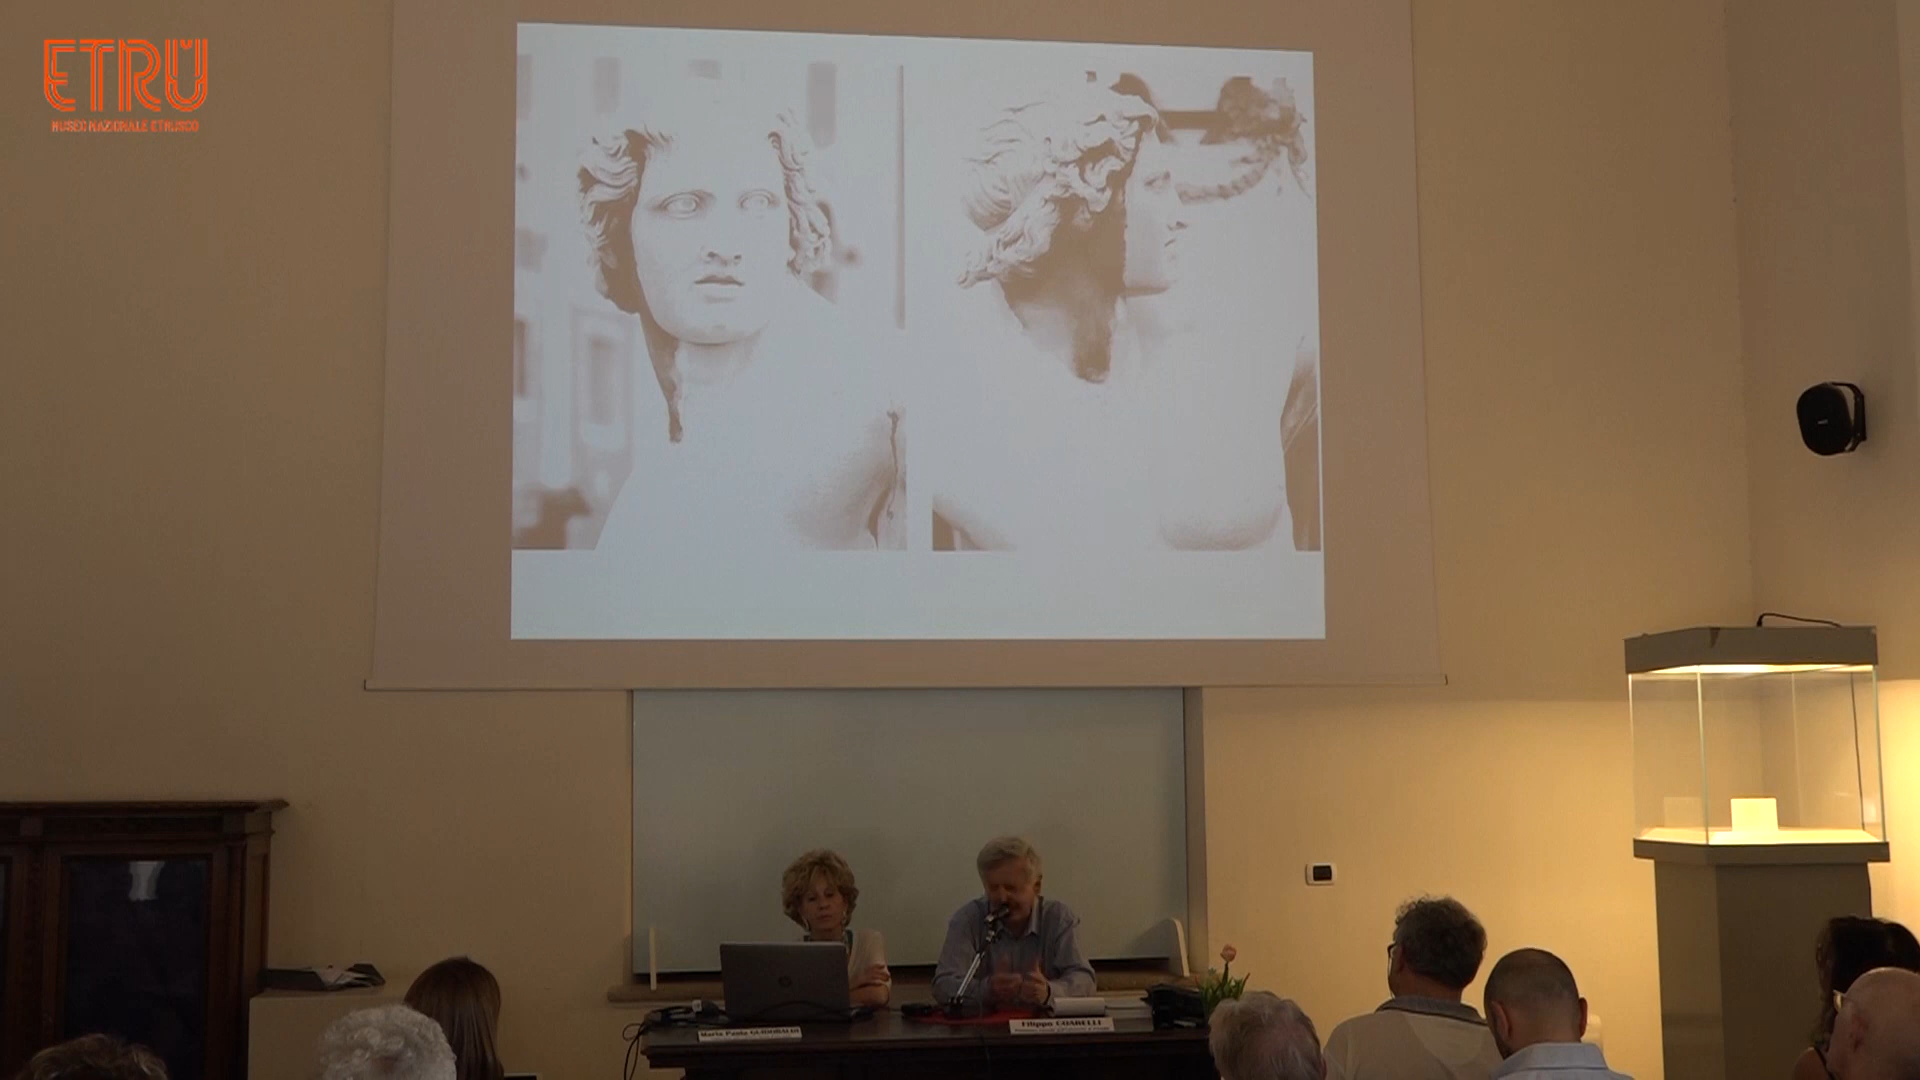 ETRU
MUSEO NAZIONALE ETRUSCO
Maria Paola GUIDOBALDI
Filippo COARELLI